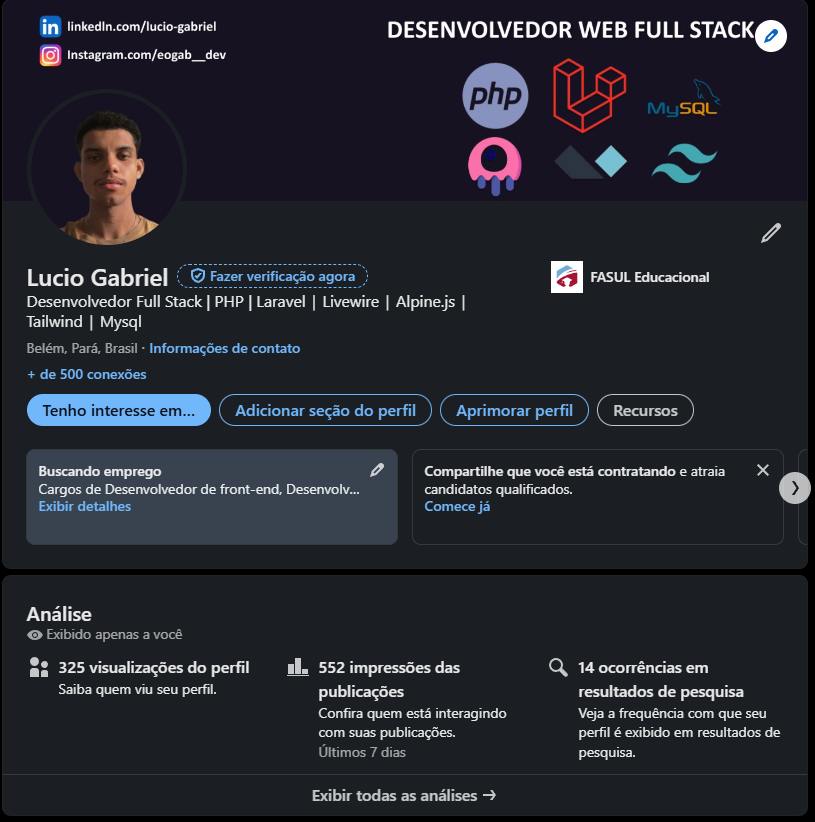 linkedln.com/lucio-gabriel
Instagram.com/eogab__dev
DESENVOLVEDOR WEB FULL STACK
php
MySQL
Lucio Gabriel
Fazer verificação agora
FASUL Educacional
Desenvolvedor Full Stack | PHP | Laravel | Livewire | Alpine.js |
Tailwind | Mysql
Belém, Pará, Brasil · Informações de contato
+ de 500 conexões
Tenho interesse em...
Adicionar seção do perfil
Aprimorar perfil
Recursos
Buscando emprego
Cargos de Desenvolvedor de front-end, Desenvolv...
Exibir detalhes
Compartilhe que você está contratando e atraia
candidatos qualificados.
Comece já
Análise
Exibido apenas a você
325 visualizações do perfil
Saiba quem viu seu perfil.
552 impressões das
publicações
Confira quem está interagindo
com suas publicações.
Últimos 7 dias
14 ocorrências em
resultados de pesquisa
Veja a frequência com que seu
perfil é exibido em resultados de
pesquisa.
Exibir todas as análises →